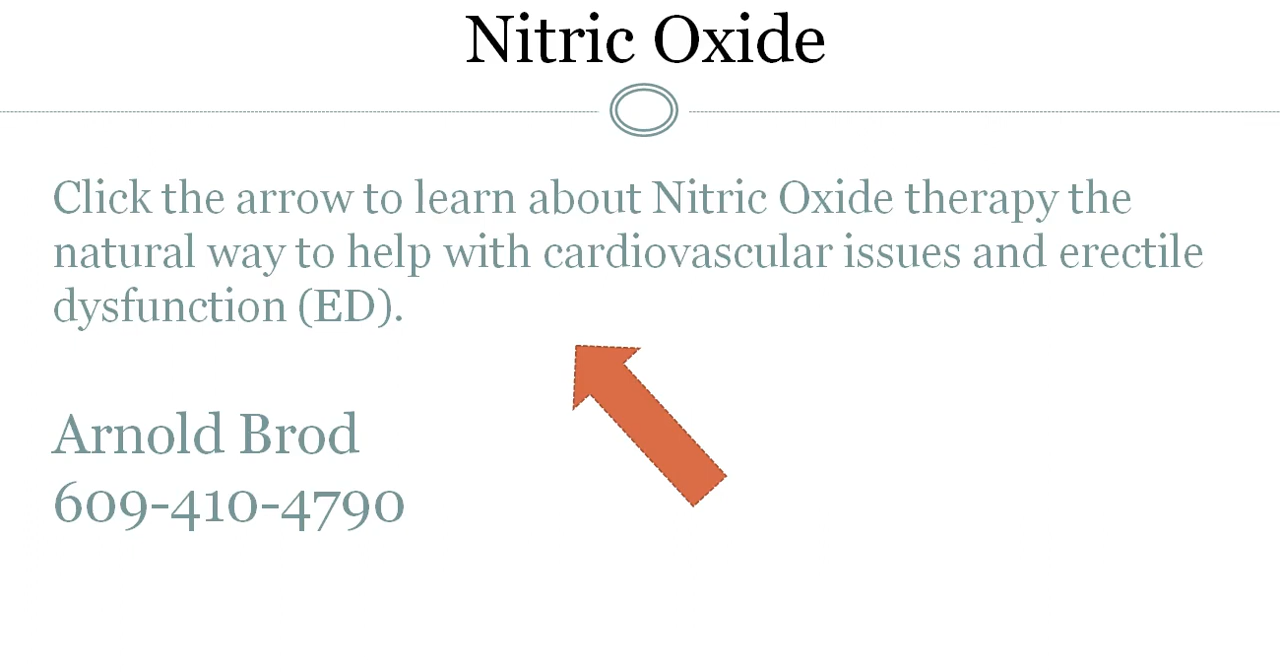 Nitric Oxide
Click the arrow to learn about Nitric Oxide therapy the
natural way to help with cardiovascular issues and erectile
dysfunction (ED).
Arnold Brod
609-410-4790